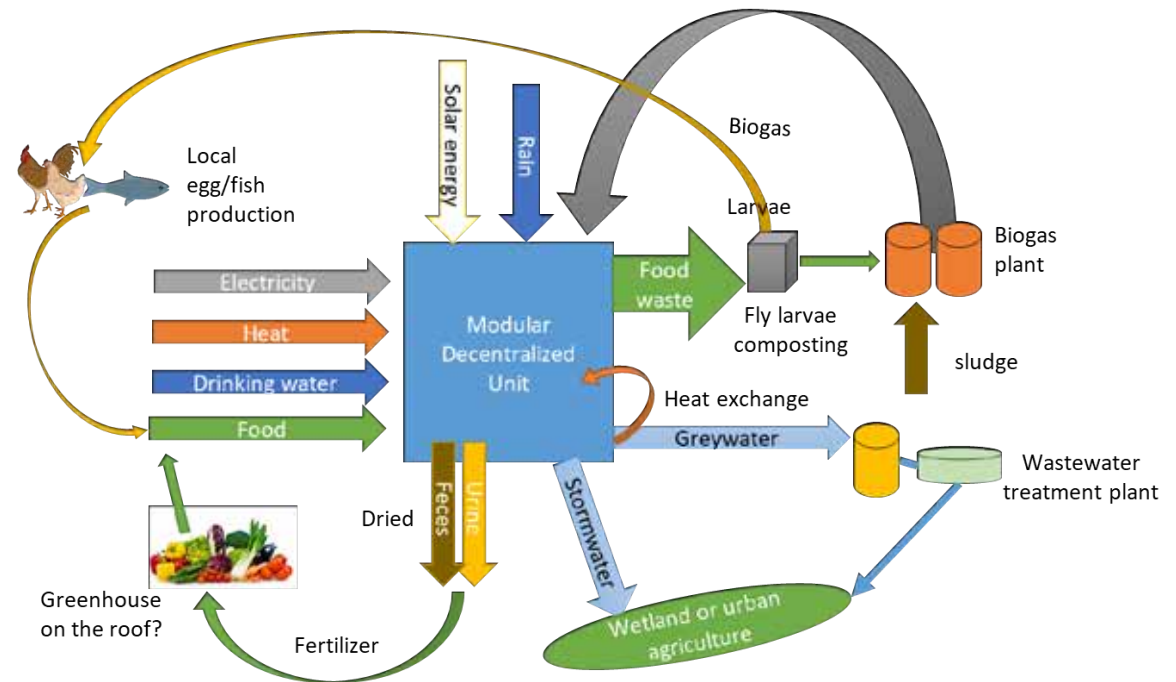 Solar energy
Rain
Biogas
Local
egg/fish
production
Larvae
Biogas
plant
Electricity
Food
waste
Heat
Modular
Decentralized
Unit
Fly larvae
composting
sludge
Drinking water
Heat exchange
Food
Greywater
Wastewater
treatment plant
Dried
Feces
Urine
Stormwater
Greenhouse
on the roof?
Wetland or urban
agriculture
Fertilizer